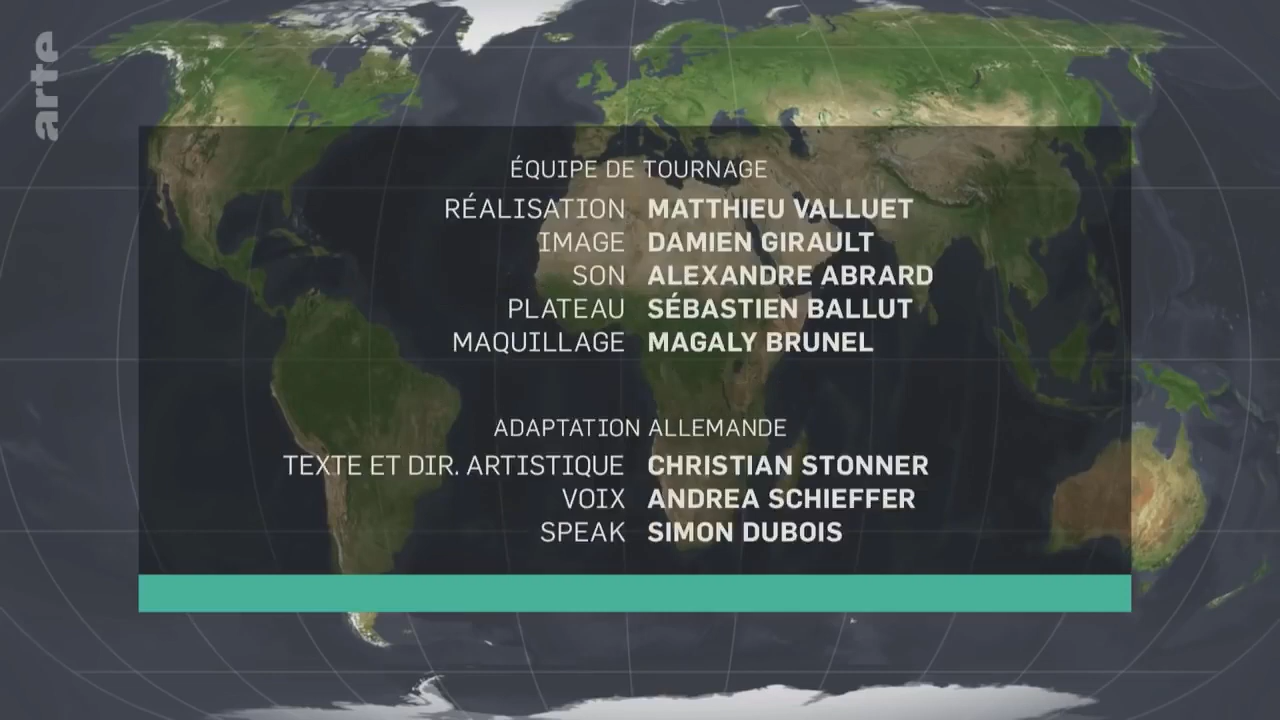 arte
ÉQUIPE DE TOURNAGE
RÉALISATION MATTHIEU VALLUET
IMAGE DAMIEN GIRAULT
SON ALEXANDRE ABRARD
PLATEAU SÉBASTIEN BALLUT
MAQUILLAGE MAGALY BRUNEL
ADAPTATION ALLEMANDE
TEXTE ET DIR. ARTISTIQUE CHRISTIAN STONNER
VOIX ANDREA SCHIEFFER
SPEAK SIMON DUBOIS